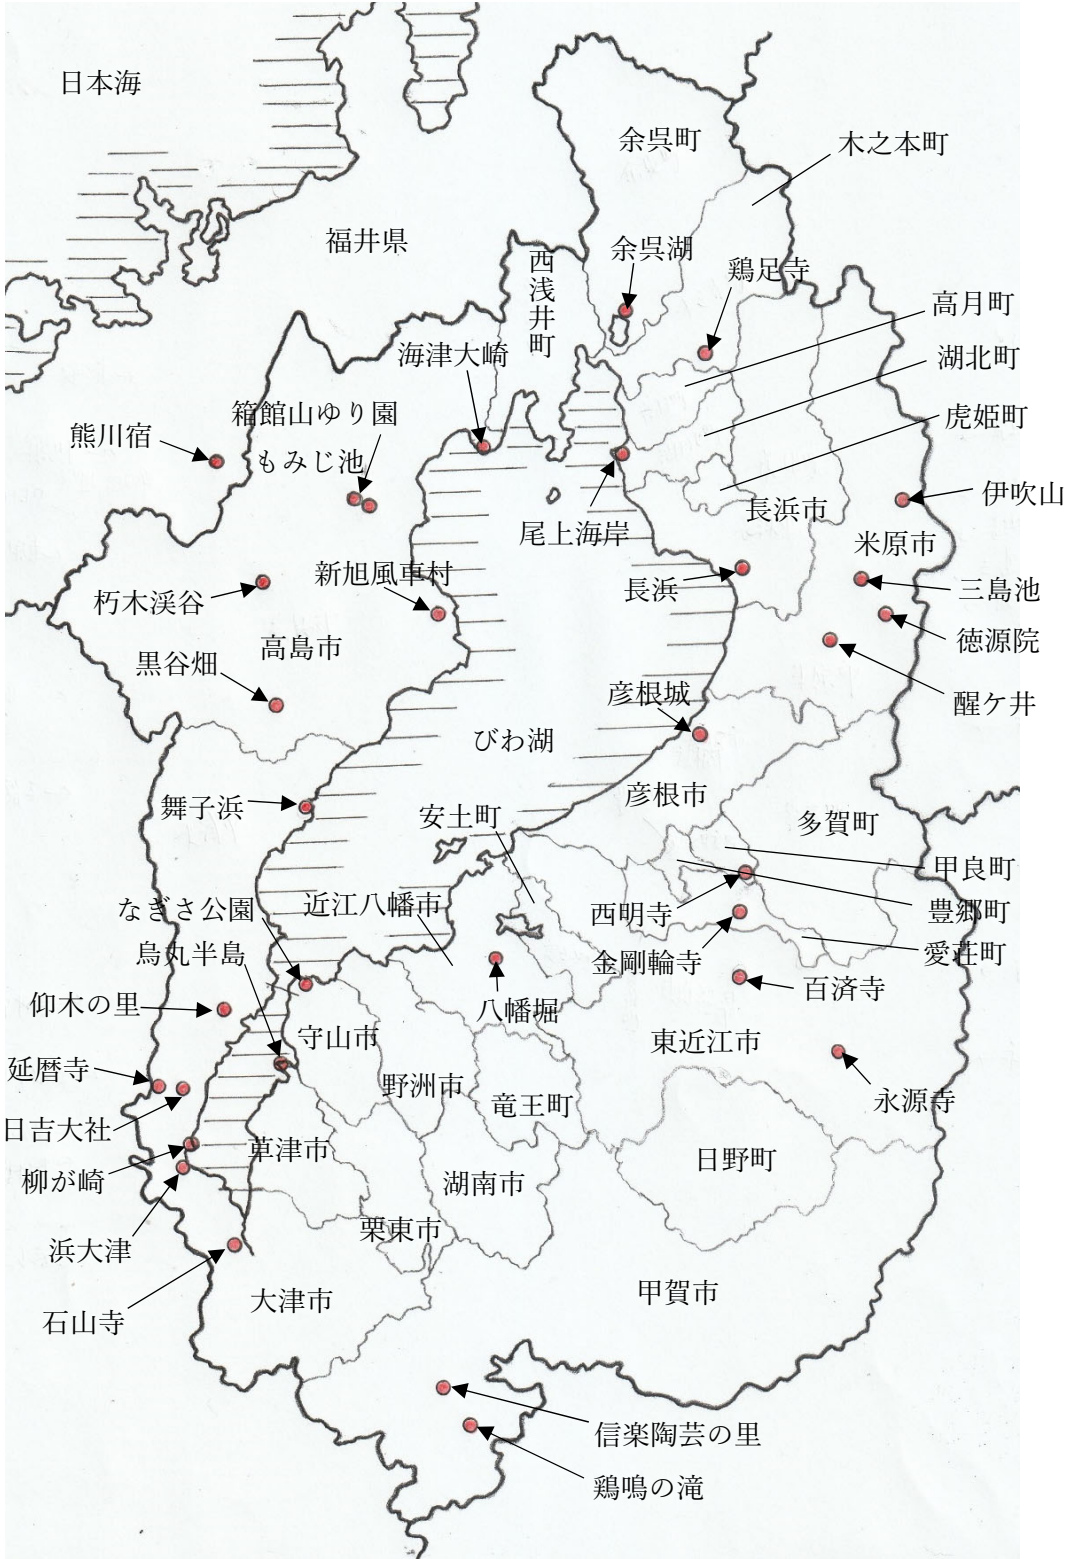 日本海
余呉町
木之本町
福井県
余呉湖
西浅井町
鶏足寺
高月町
海津大崎
湖北町
箱館山ゆり園
虎姫町
熊川宿
もみじ池
伊吹山
長浜市
尾上海岸
米原市
新旭風車村
長浜
三島池
朽木渓谷
徳源院
高島市
黒谷畑
彦根城
醒ケ井
びわ湖
彦根市
舞子浜
安土町
多賀町
甲良町
なぎさ公園
近江八幡市
西明寺
豊郷町
烏丸半島
金剛輪寺
愛荘町
百済寺
仰木の里
八幡堀
守山市
東近江市
延暦寺
野洲市
竜王町
永源寺
日吉大社
草津市
日野町
柳が崎
湖南市
栗東市
浜大津
大津市
甲賀市
石山寺
信楽陶芸の里
鶏鳴の滝